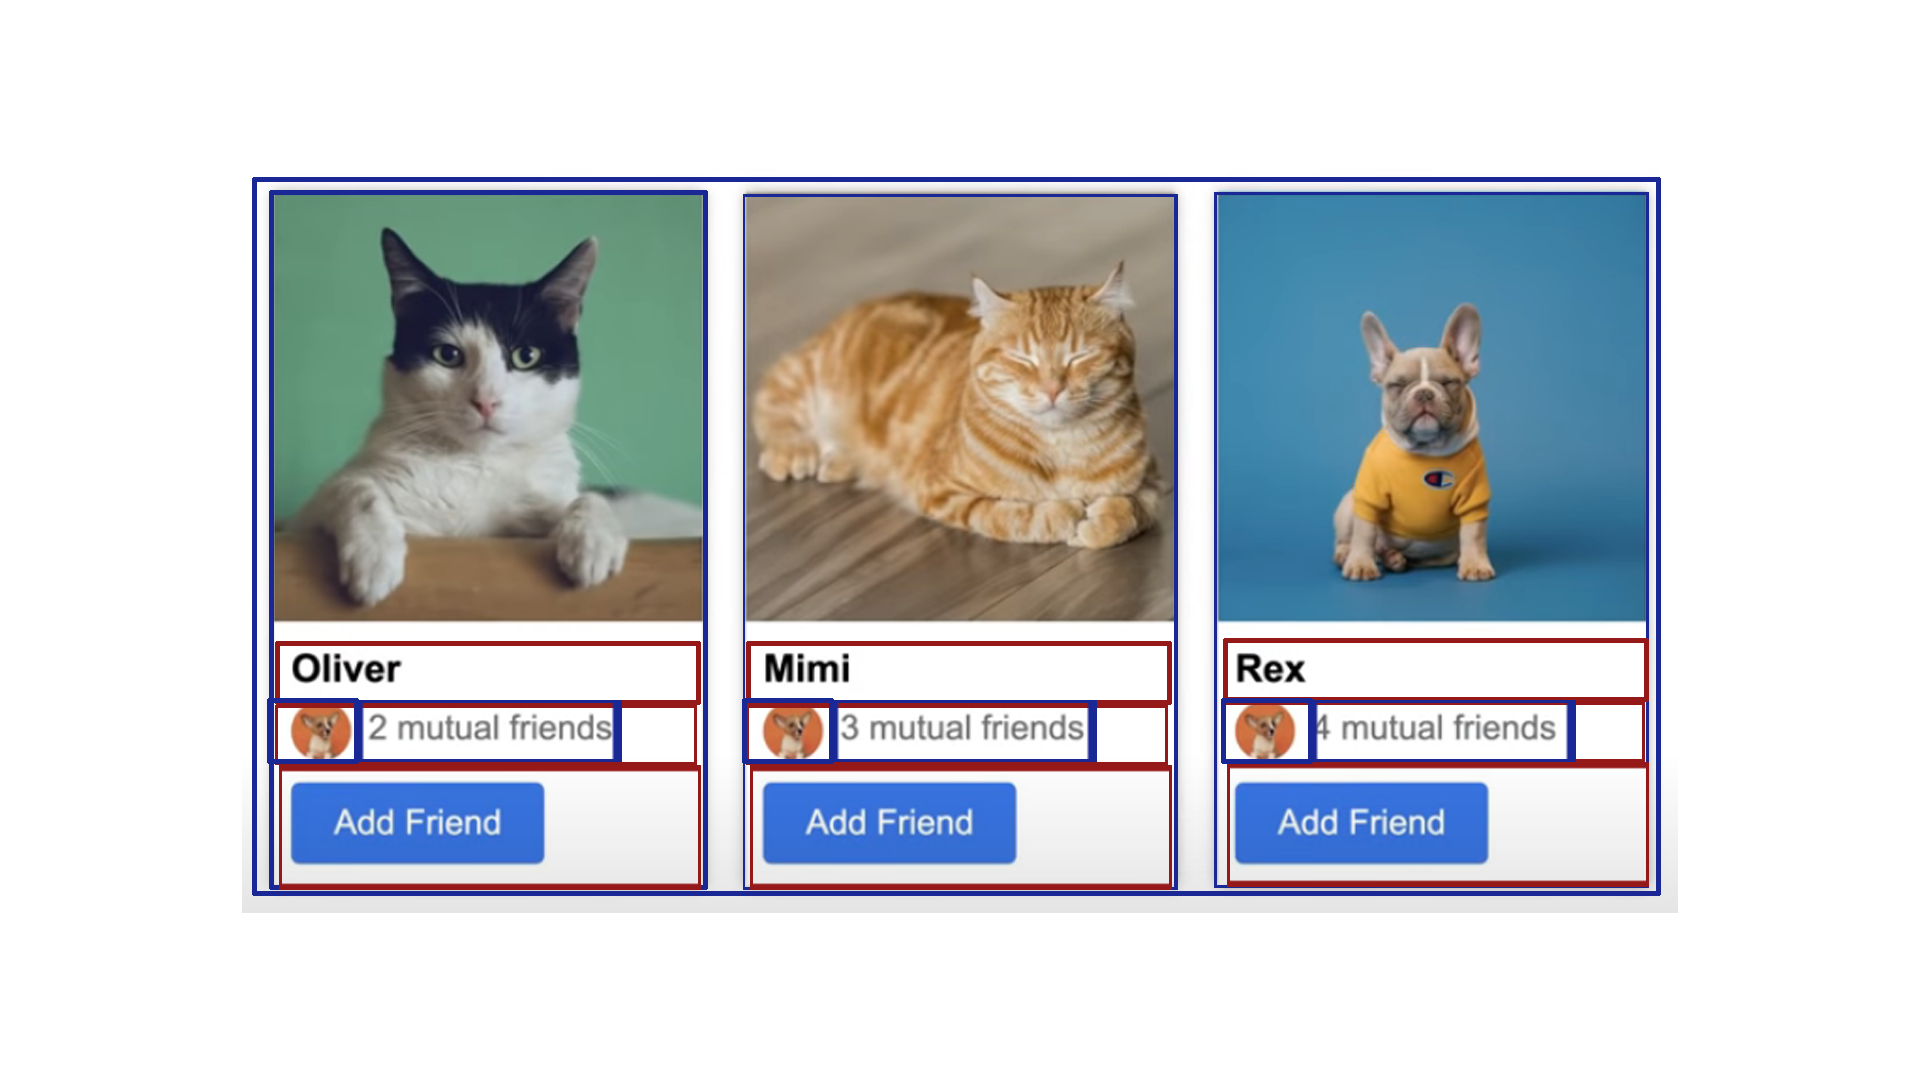 Oliver
2 mutual friends
Add Friend
Mimi
3 mutual friends
Add Friend
Rex
4 mutual friends
Add Friend